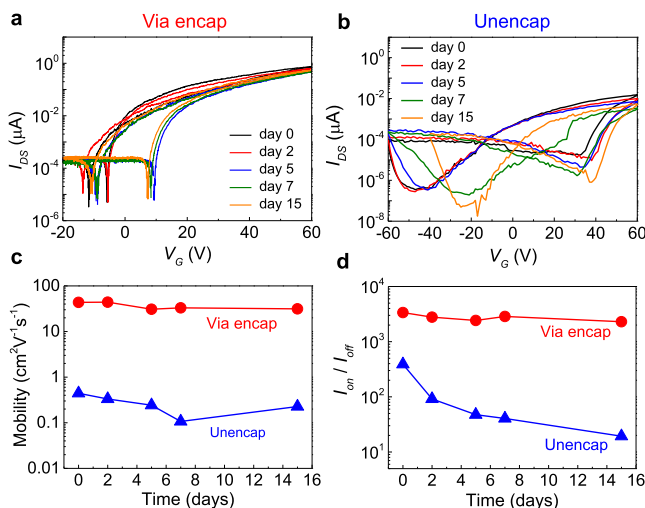 a Via encap
b Unencap
I_DS (μA)
10^0
10^-2
10^-4
10^-6
day 0
day 2
day 5
day 7
day 15
-20 0 20 40 60
V_G (V)
I_DS (μA)
10^2
10^0
10^-2
10^-4
10^-6
10^-8
day 0
day 2
day 5
day 7
day 15
-60 -40 -20 0 20 40 60
V_G (V)
c
Mobility (cm^2V^-1s^-1)
100
10
1
0.1
0.01
Via encap
Unencap
0 2 4 6 8 10 12 14 16
Time (days)
d
I_on / I_off
10^4
10^3
10^2
10^1
Via encap
Unencap
0 2 4 6 8 10 12 14 16
Time (days)